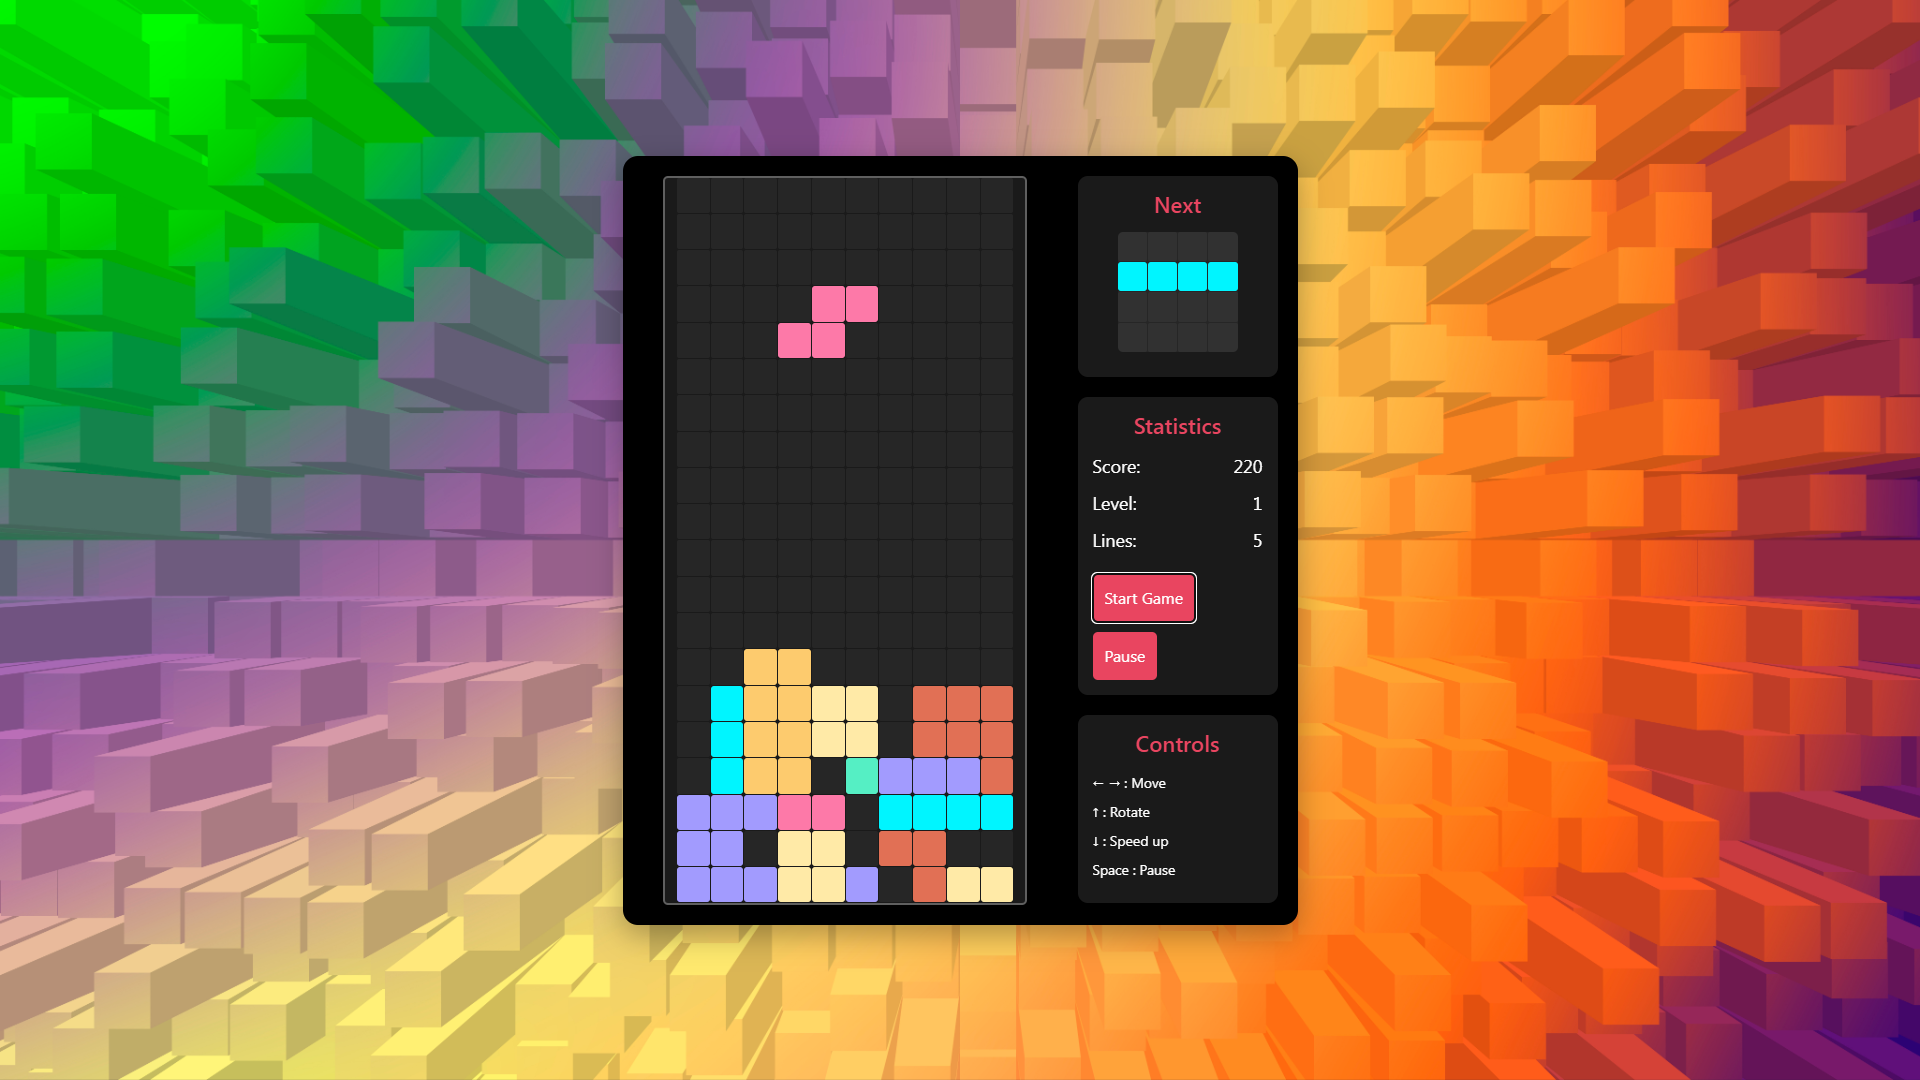 Next
Statistics
Score: 220
Level: 1
Lines: 5
Start Game
Pause
Controls
← → : Move
↑ : Rotate
↓ : Speed up
Space : Pause